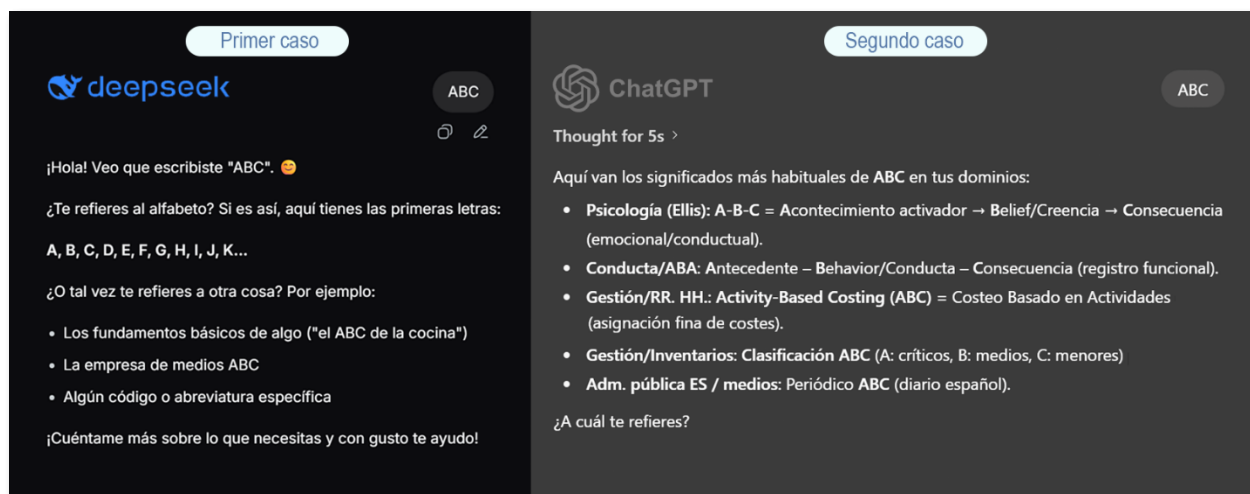 Primer caso
deepseek
ABC
¡Hola! Veo que escribiste "ABC". 😊
¿Te refieres al alfabeto? Si es así, aquí tienes las primeras letras:
A, B, C, D, E, F, G, H, I, J, K...
¿O tal vez te refieres a otra cosa? Por ejemplo:
• Los fundamentos básicos de algo ("el ABC de la cocina")
• La empresa de medios ABC
• Algún código o abreviatura específica
¡Cuéntame más sobre lo que necesitas y con gusto te ayudo!
Segundo caso
ChatGPT
ABC
Thought for 5s >
Aquí van los significados más habituales de ABC en tus dominios:
• Psicología (Ellis): A-B-C = Acontecimiento activador → Belief/Creencia → Consecuencia
(emocional/conductual).
• Conducta/ABA: Antecedente – Behavior/Conducta – Consecuencia (registro funcional).
• Gestión/RR. HH.: Activity-Based Costing (ABC) = Costeo Basado en Actividades
(asignación fina de costes).
• Gestión/Inventarios: Clasificación ABC (A: críticos, B: medios, C: menores)
• Adm. pública ES / medios: Periódico ABC (diario español).
¿A cuál te refieres?